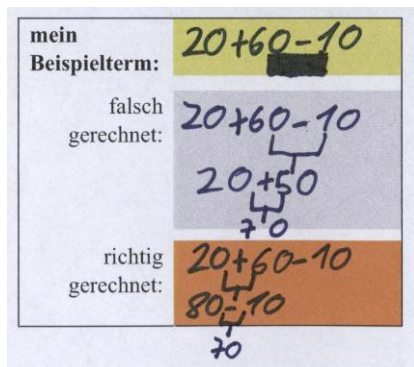 mein
Beispielterm:
20+60-10
falsch
gerechnet:
20+60-10
20+50
70
richtig
gerechnet:
20+60-10
80-10
70